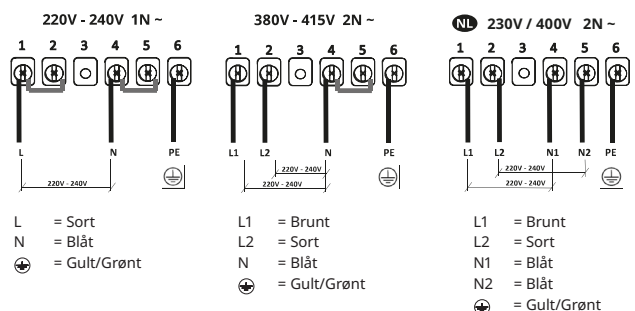 220V - 240V 1N ~
1 2 3 4 5 6
L N PE
220V - 240V
L = Sort
N = Blåt
= Gult/Grønt
380V - 415V 2N ~
1 2 3 4 5 6
L1 L2 N PE
220V - 240V
220V - 240V
L1 = Brunt
L2 = Sort
N = Blåt
= Gult/Grønt
NL 230V / 400V 2N ~
1 2 3 4 5 6
L1 L2 N1 N2 PE
220V - 240V
220V - 240V
L1 = Brunt
L2 = Sort
N1 = Blåt
N2 = Blåt
= Gult/Grønt